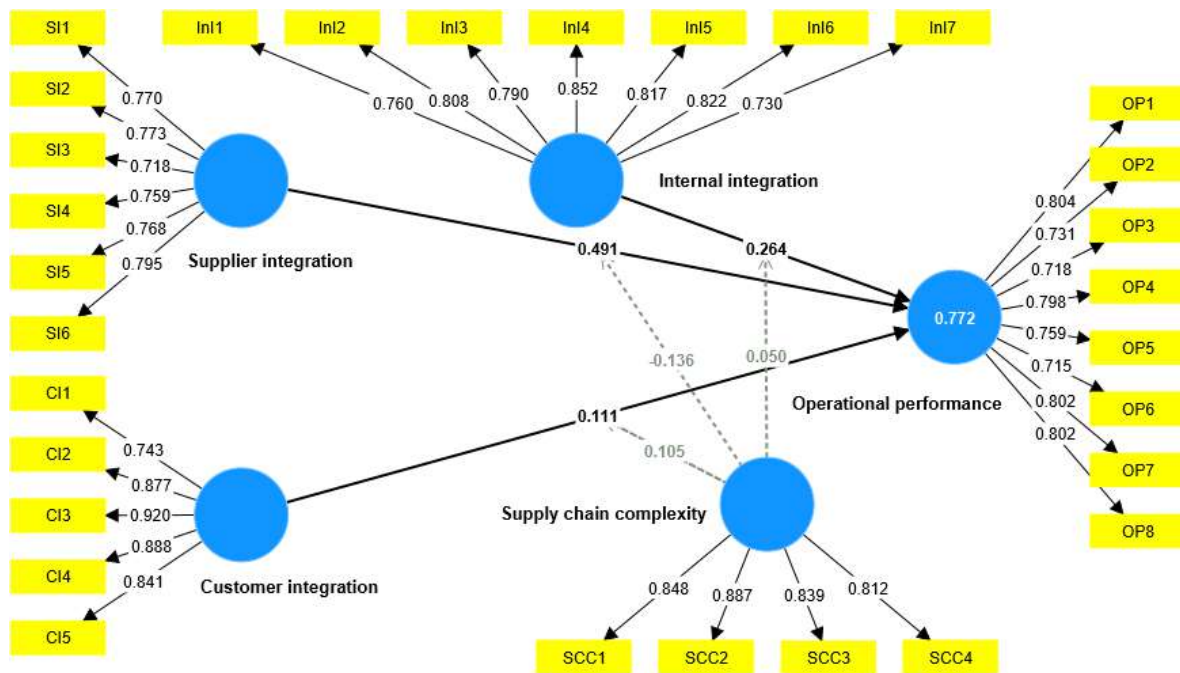 SI1
InI1
InI2
InI3
InI4
InI5
InI6
InI7
SI2
SI3
SI4
SI5
SI6
0.770
0.773
0.718
0.759
0.768
0.795
Supplier integration
0.760
0.808
0.790
0.852
0.817
0.822
0.730
Internal integration
0.491
0.264
-0.136
0.050
0.111
0.105
CI1
CI2
CI3
CI4
CI5
0.743
0.877
0.920
0.888
0.841
Customer integration
Supply chain complexity
0.848
0.887
0.839
0.812
SCC1
SCC2
SCC3
SCC4
0.772
Operational performance
0.804
0.731
0.718
0.798
0.759
0.715
0.802
0.802
OP1
OP2
OP3
OP4
OP5
OP6
OP7
OP8